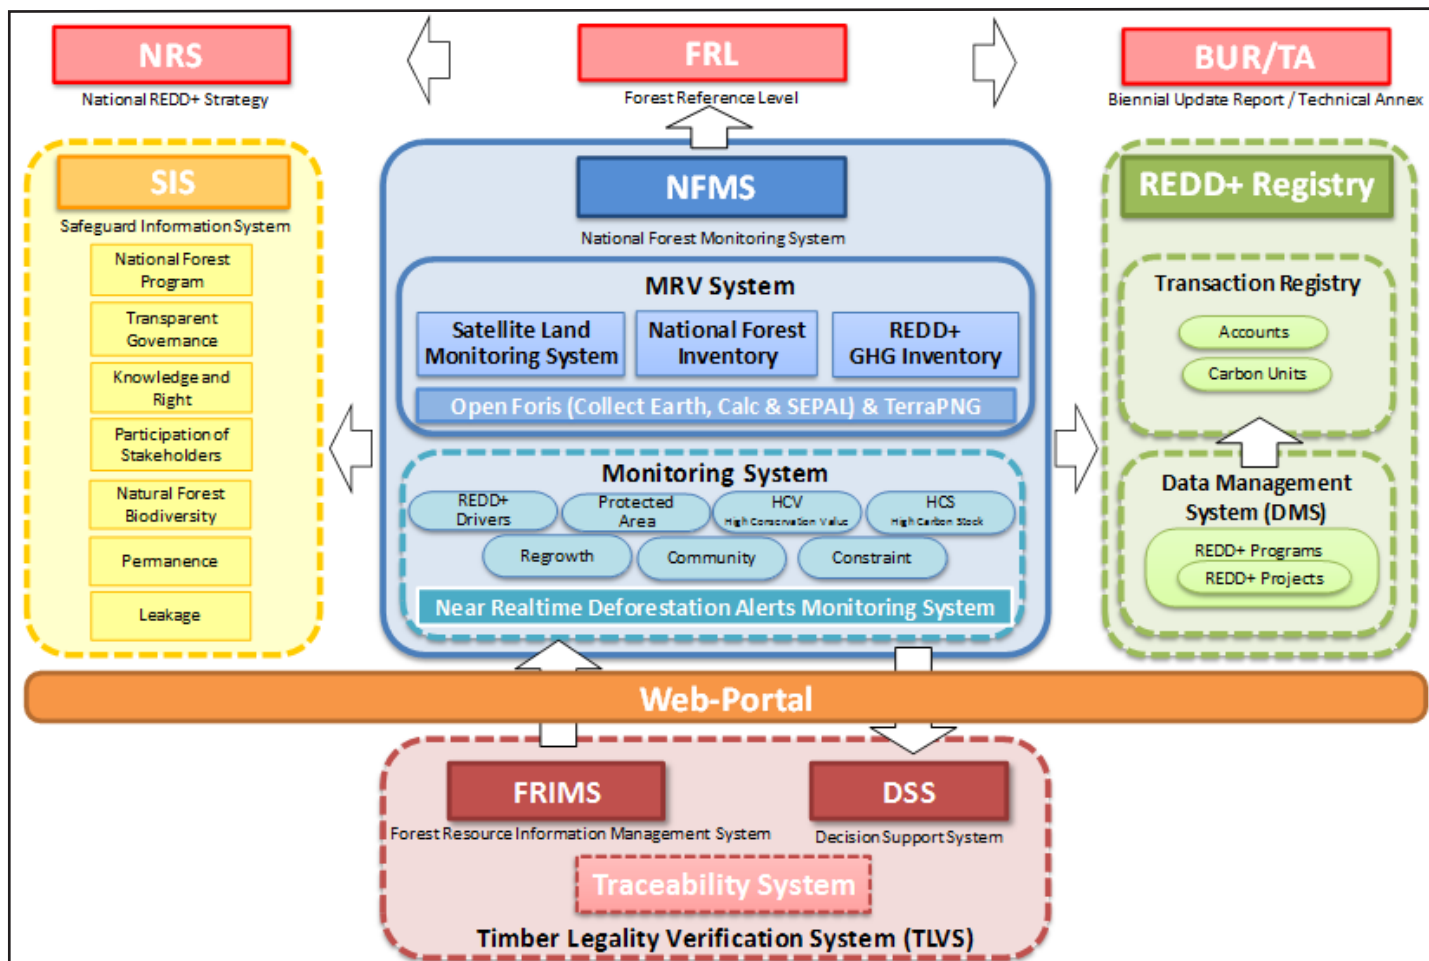 NRS
National REDD+ Strategy
FRL
Forest Reference Level
BUR/TA
Biennial Update Report / Technical Annex
SIS
Safeguard Information System
National Forest
Program
Transparent
Governance
Knowledge and
Right
Participation of
Stakeholders
Natural Forest
Biodiversity
Permanence
Leakage
NFMS
National Forest Monitoring System
MRV System
Satellite Land
Monitoring System
National Forest
Inventory
REDD+
GHG Inventory
Open Foris (Collect Earth, Calc & SEPAL) & TerraPNG
Monitoring System
REDD+
Drivers
Protected
Area
HCV
High Conservation Value
HCS
High Carbon Stock
Regrowth
Community
Constraint
Near Realtime Deforestation Alerts Monitoring System
REDD+ Registry
Transaction Registry
Accounts
Carbon Units
Data Management
System (DMS)
REDD+ Programs
REDD+ Projects
Web-Portal
FRIMS
Forest Resource Information Management System
DSS
Decision Support System
Traceability System
Timber Legality Verification System (TLVS)